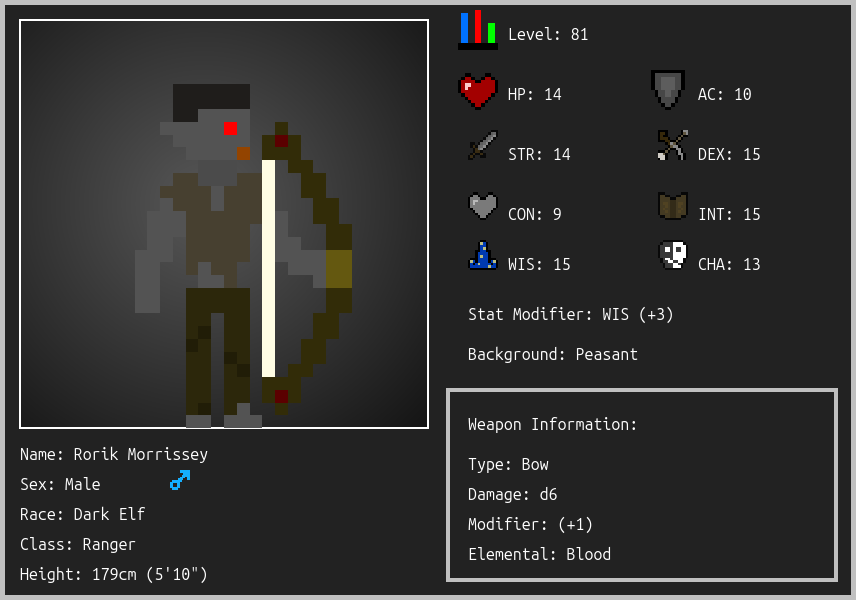 Level: 81
HP: 14
AC: 10
STR: 14
DEX: 15
CON: 9
INT: 15
WIS: 15
CHA: 13
Stat Modifier: WIS (+3)
Background: Peasant
Weapon Information:
Type: Bow
Damage: d6
Modifier: (+1)
Elemental: Blood
Name: Rorik Morrissey
Sex: Male
Race: Dark Elf
Class: Ranger
Height: 179cm (5'10")